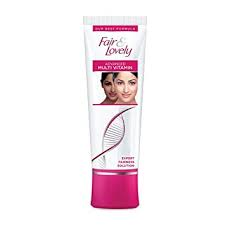 OUR BEST FORMULA
Fair & Lovely
ADVANCED
MULTI VITAMIN
EXPERT
FAIRNESS
SOLUTION